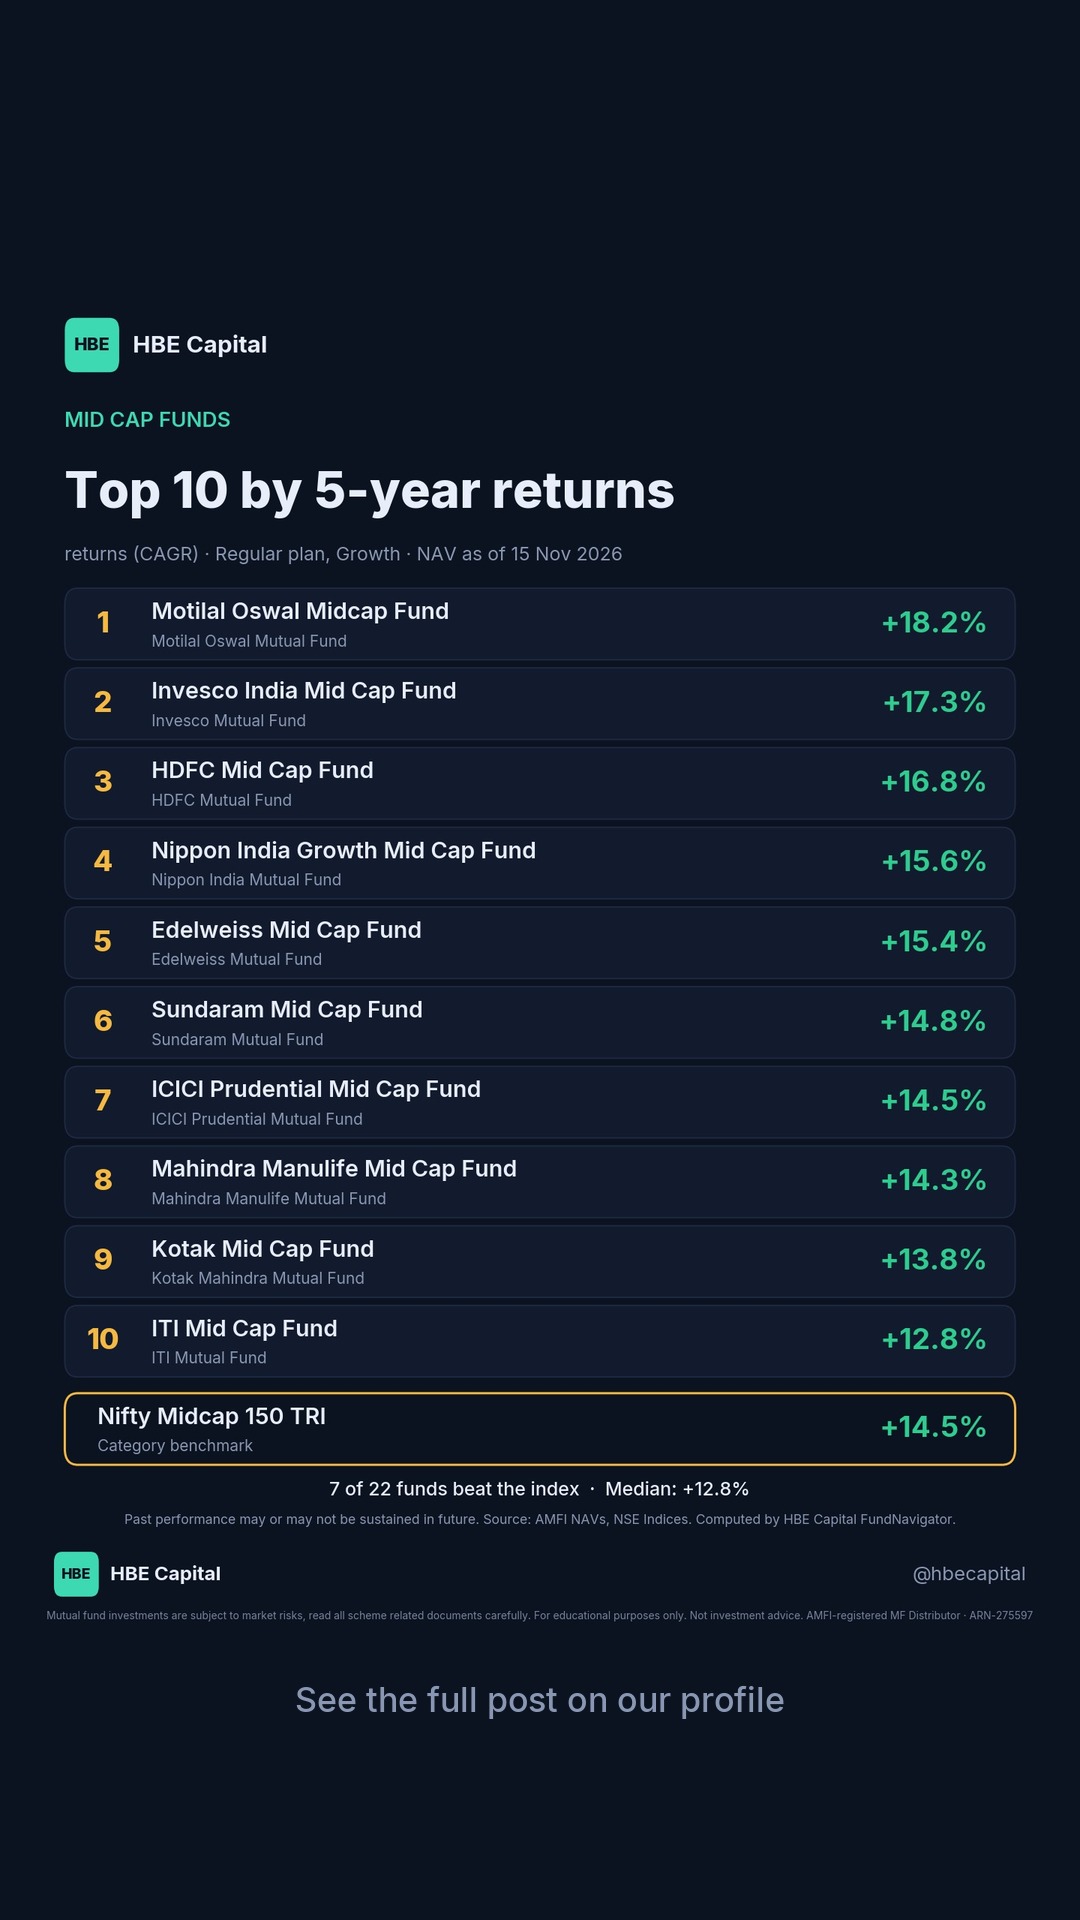 HBE HBE Capital
MID CAP FUNDS
Top 10 by 5-year returns
returns (CAGR) · Regular plan, Growth · NAV as of 15 Nov 2026
1 Motilal Oswal Midcap Fund +18.2%
Motilal Oswal Mutual Fund
2 Invesco India Mid Cap Fund +17.3%
Invesco Mutual Fund
3 HDFC Mid Cap Fund +16.8%
HDFC Mutual Fund
4 Nippon India Growth Mid Cap Fund +15.6%
Nippon India Mutual Fund
5 Edelweiss Mid Cap Fund +15.4%
Edelweiss Mutual Fund
6 Sundaram Mid Cap Fund +14.8%
Sundaram Mutual Fund
7 ICICI Prudential Mid Cap Fund +14.5%
ICICI Prudential Mutual Fund
8 Mahindra Manulife Mid Cap Fund +14.3%
Mahindra Manulife Mutual Fund
9 Kotak Mid Cap Fund +13.8%
Kotak Mahindra Mutual Fund
10 ITI Mid Cap Fund +12.8%
ITI Mutual Fund
Nifty Midcap 150 TRI +14.5%
Category benchmark
7 of 22 funds beat the index · Median: +12.8%
Past performance may or may not be sustained in future. Source: AMFI NAVs, NSE Indices. Computed by HBE Capital FundNavigator.
HBE HBE Capital @hbecapital
Mutual fund investments are subject to market risks, read all scheme related documents carefully. For educational purposes only. Not investment advice. AMFI-registered MF Distributor · ARN-275597
See the full post on our profile